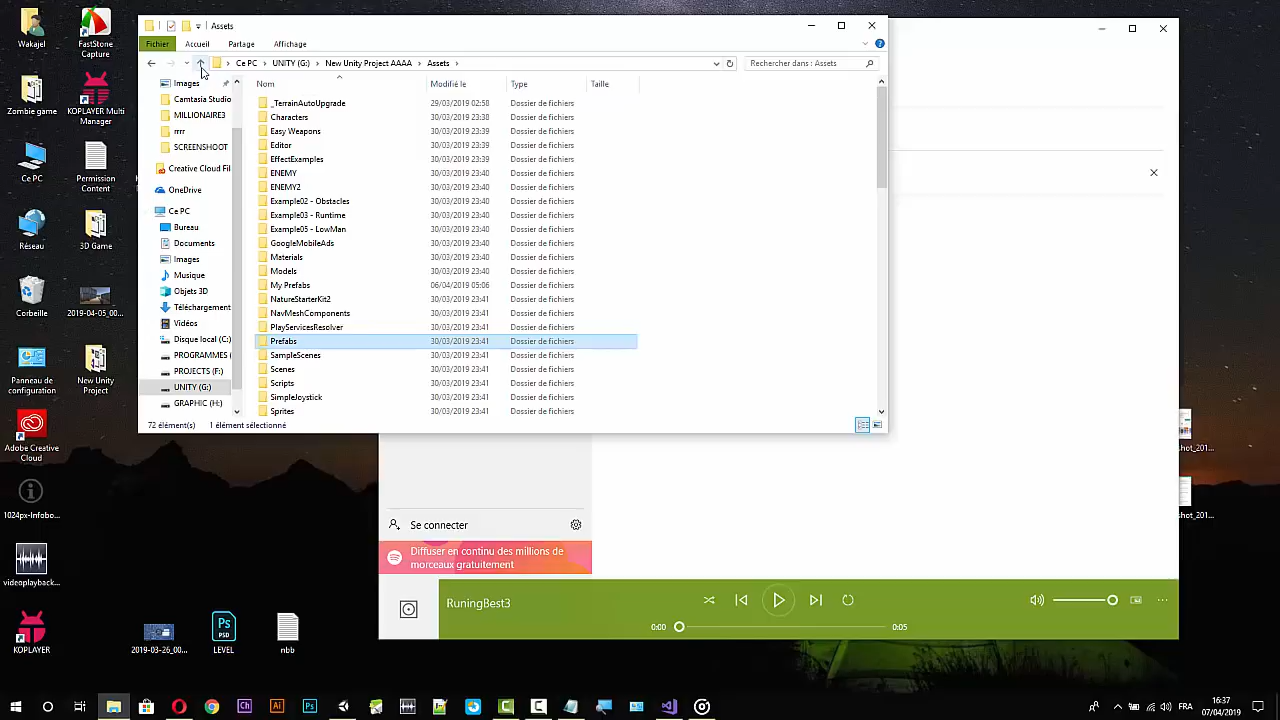 Wakajel
FastStone
Capture
Zombie game
KOPLAYER Multi
Manager
Ce PC
Permission
Content
Réseau
3D Game
Corbeille
2019-04-05_00...
Panneau de
configuration
New Unity
Project
Adobe Creative
Cloud
1024px-Infobo...
videoplayback...
KOPLAYER
2019-03-26_00...
LEVEL
nbb
Assets
Fichier
Accueil
Partage
Affichage
Ce PC > UNITY (G:) > New Unity Project AAAA > Assets >
Rechercher dans : Assets
Images
Camtasia Studio
MILLIONAIRE3
rrrr
SCREENSHOOT
Creative Cloud Fil
OneDrive
Ce PC
Bureau
Documents
Images
Musique
Objets 3D
Téléchargement
Vidéos
Disque local (C:)
PROGRAMMES
PROJECTS (F:)
UNITY (G:)
GRAPHIC (H:)
Nom Modifié le Type Taille
_TerrainAutoUpgrade 29/03/2019 02:58 Dossier de fichiers
Characters 30/03/2019 23:38 Dossier de fichiers
Easy Weapons 30/03/2019 23:39 Dossier de fichiers
Editor 30/03/2019 23:39 Dossier de fichiers
EffectExamples 30/03/2019 23:39 Dossier de fichiers
ENEMY 30/03/2019 23:40 Dossier de fichiers
ENEMY2 30/03/2019 23:40 Dossier de fichiers
Example02 - Obstacles 30/03/2019 23:40 Dossier de fichiers
Example03 - Runtime 30/03/2019 23:40 Dossier de fichiers
Example05 - LowMan 30/03/2019 23:40 Dossier de fichiers
GoogleMobileAds 30/03/2019 23:40 Dossier de fichiers
Materials 30/03/2019 23:40 Dossier de fichiers
Models 30/03/2019 23:40 Dossier de fichiers
My Prefabs 06/04/2019 05:06 Dossier de fichiers
NatureStarterKit2 30/03/2019 23:41 Dossier de fichiers
NavMeshComponents 30/03/2019 23:41 Dossier de fichiers
PlayServicesResolver 30/03/2019 23:41 Dossier de fichiers
Prefabs 30/03/2019 23:41 Dossier de fichiers
SampleScenes 30/03/2019 23:41 Dossier de fichiers
Scenes 30/03/2019 23:41 Dossier de fichiers
Scripts 30/03/2019 23:41 Dossier de fichiers
SimpleJoystick 30/03/2019 23:41 Dossier de fichiers
Sprites 30/03/2019 23:41 Dossier de fichiers
72 élément(s) 1 élément sélectionné
Se connecter
Diffuser en continu des millions de
morceaux gratuitement
RuningBest3
0:00
0:05
shot_201...
shot_201...
Ps
PSD
Ch
Ai
Ps
FR
16:37
07/04/2019